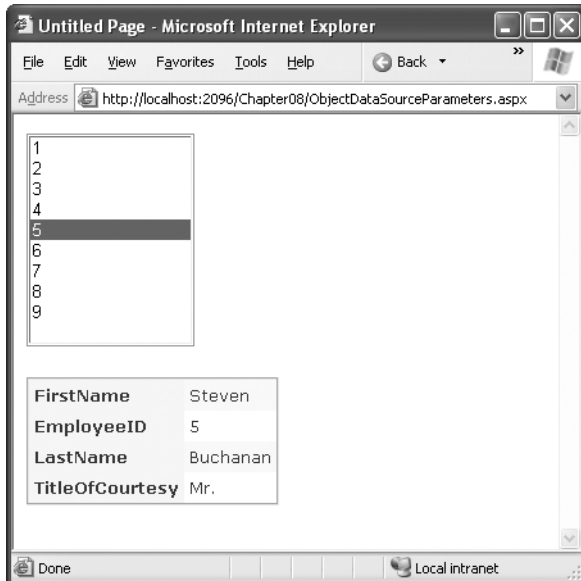 Untitled Page - Microsoft Internet Explorer
File Edit View Favorites Tools Help Back »
Address http://localhost:2096/Chapter08/ObjectDataSourceParameters.aspx
1
2
3
4
5
6
7
8
9
FirstName Steven
EmployeeID 5
LastName Buchanan
TitleOfCourtesy Mr.
Done Local intranet